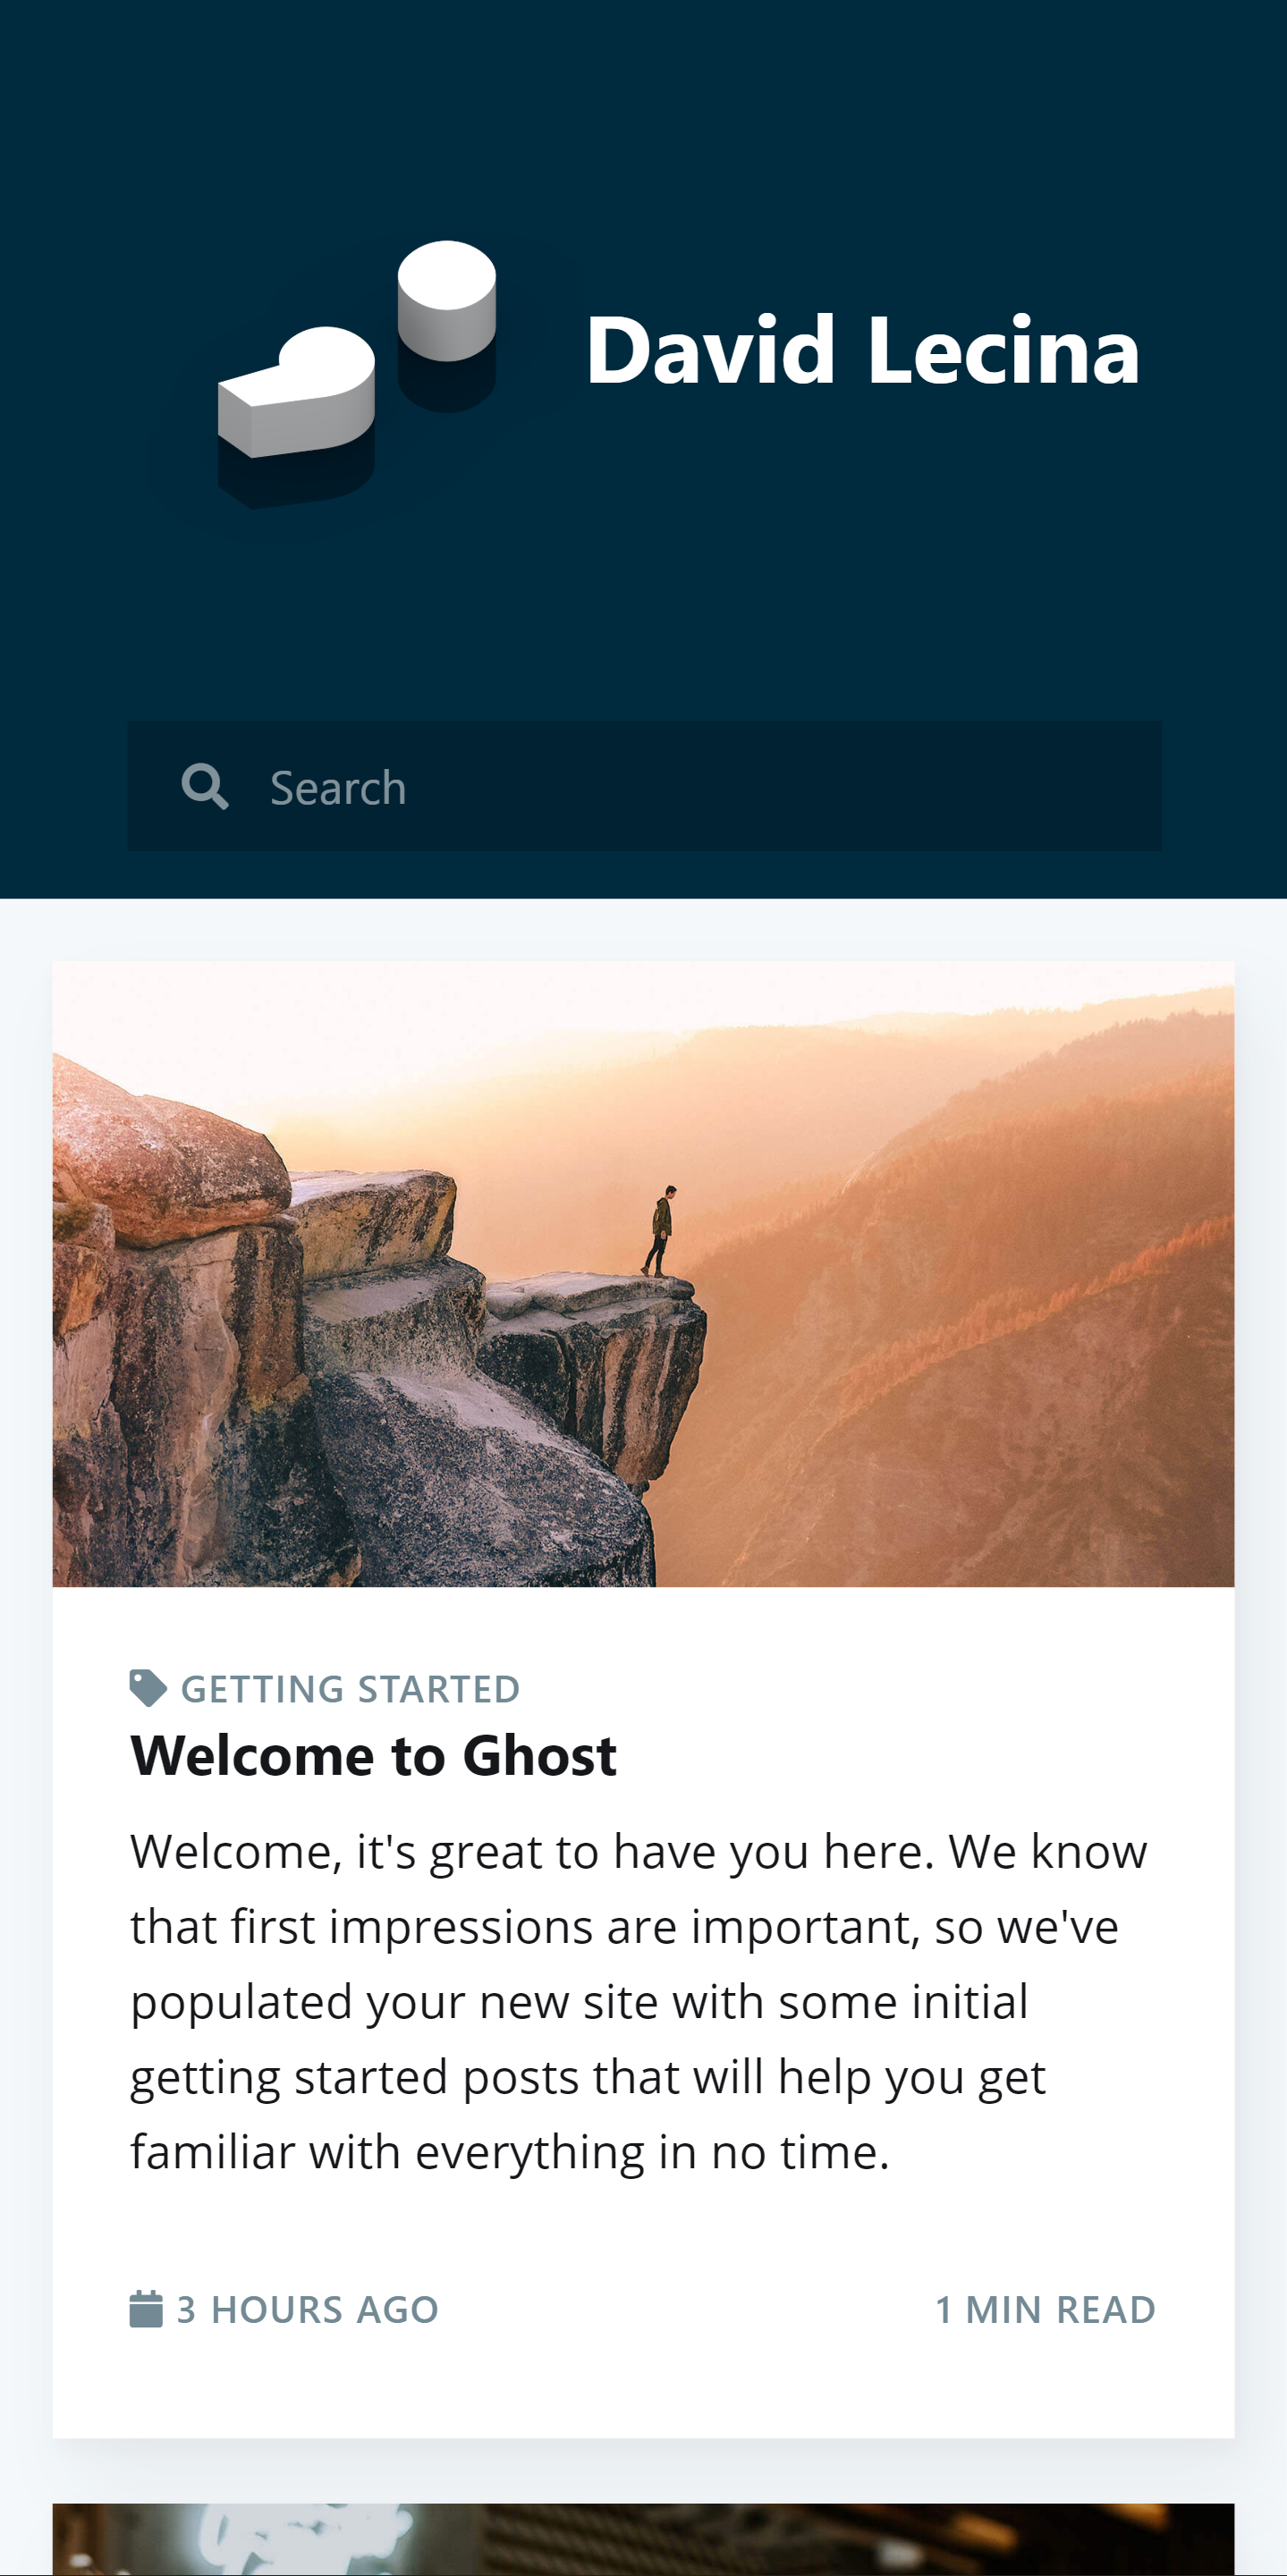 David Lecina
Search
GETTING STARTED
Welcome to Ghost
Welcome, it's great to have you here. We know
that first impressions are important, so we've
populated your new site with some initial
getting started posts that will help you get
familiar with everything in no time.
3 HOURS AGO
1 MIN READ